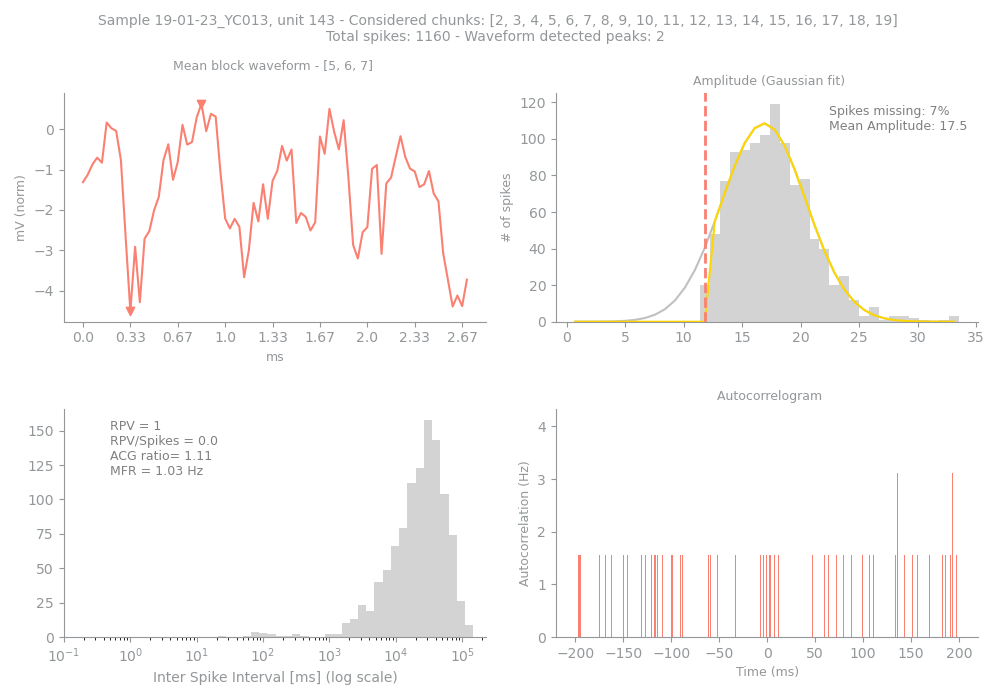 Sample 19-01-23_YC013, unit 143 - Considered chunks: [2, 3, 4, 5, 6, 7, 8, 9, 10, 11, 12, 13, 14, 15, 16, 17, 18, 19]
Total spikes: 1160 - Waveform detected peaks: 2
Mean block waveform - [5, 6, 7]
mV (norm)
0
−1
−2
−3
−4
0.0 0.33 0.67 1.0 1.33 1.67 2.0 2.33 2.67
ms
Amplitude (Gaussian fit)
Spikes missing: 7%
Mean Amplitude: 17.5
# of spikes
120
100
80
60
40
20
0
0 5 10 15 20 25 30 35
RPV = 1
RPV/Spikes = 0.0
ACG ratio= 1.11
MFR = 1.03 Hz
150
125
100
75
50
25
0
10⁻¹ 10⁰ 10¹ 10² 10³ 10⁴ 10⁵
Inter Spike Interval [ms] (log scale)
Autocorrelogram
Autocorrelation (Hz)
4
3
2
1
0
−200 −150 −100 −50 0 50 100 150 200
Time (ms)